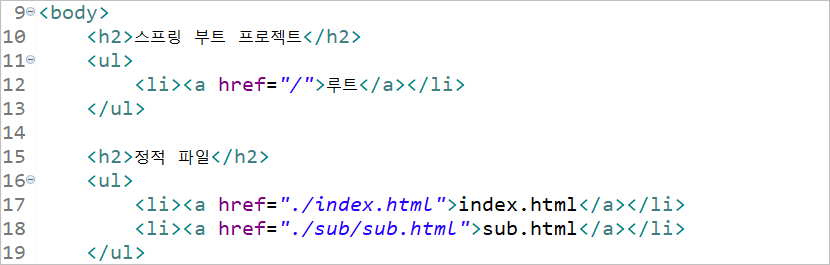 9 <body>
10 <h2>스프링 부트 프로젝트</h2>
11 <ul>
12 <li><a href="/">루트</a></li>
13 </ul>
14
15 <h2>정적 파일</h2>
16 <ul>
17 <li><a href="./index.html">index.html</a></li>
18 <li><a href="./sub/sub.html">sub.html</a></li>
19 </ul>